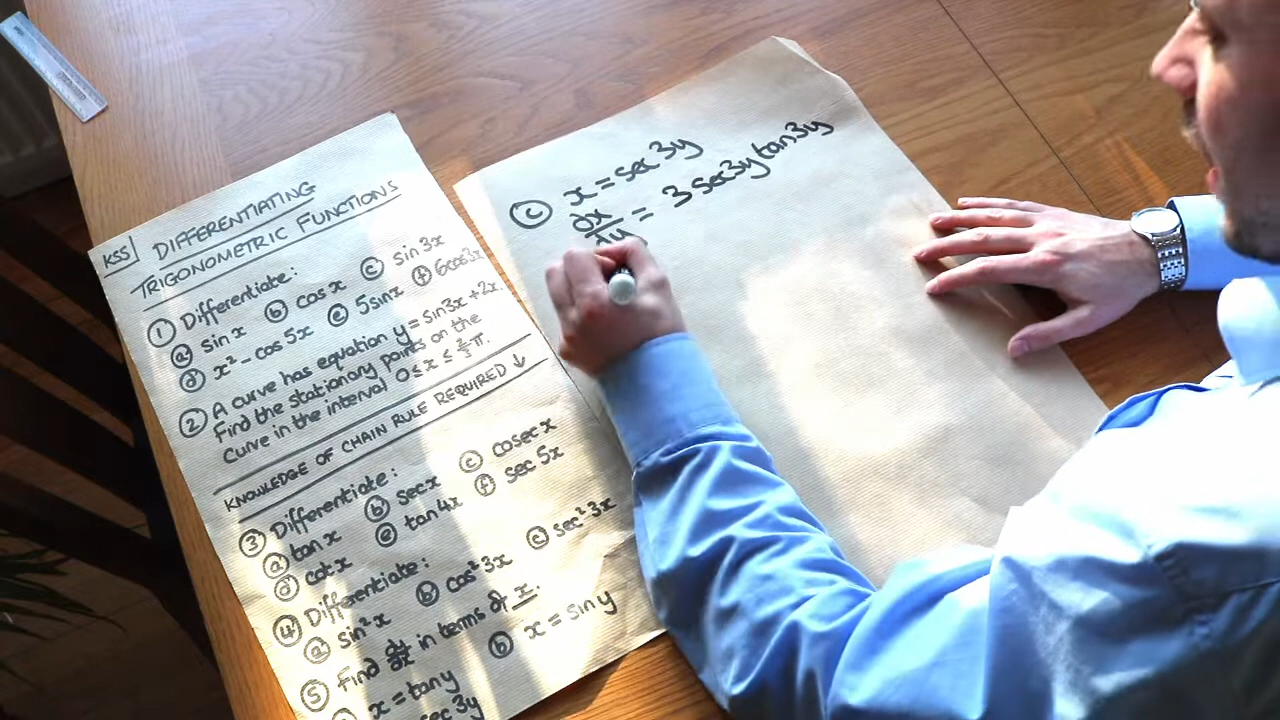 KSS
DIFFERENTIATING
TRIGONOMETRIC FUNCTIONS
① Differentiate:
ⓐ sin x ⓑ cos x ⓒ sin 3x
ⓓ x² - cos 5x ⓔ 5sinx ⓕ 6cos3x
② A curve has equation y = sin3x + 2x.
Find the stationary points on the
curve in the interval 0 ≤ x ≤ ⅔π.
KNOWLEDGE OF CHAIN RULE REQUIRED ↓
③ Differentiate:
ⓐ tan x ⓑ sec x ⓒ cosec x
ⓓ cot x ⓔ tan 4x ⓕ sec 5x
④ Differentiate:
ⓐ sin² x ⓑ cos² 3x ⓒ sec² 3x
⑤ Find dy/dx in terms of x.
x = tan y ⓑ x = sin y
sec 3y
ⓒ x = sec 3y
dx/dy = 3 sec3y tan3y